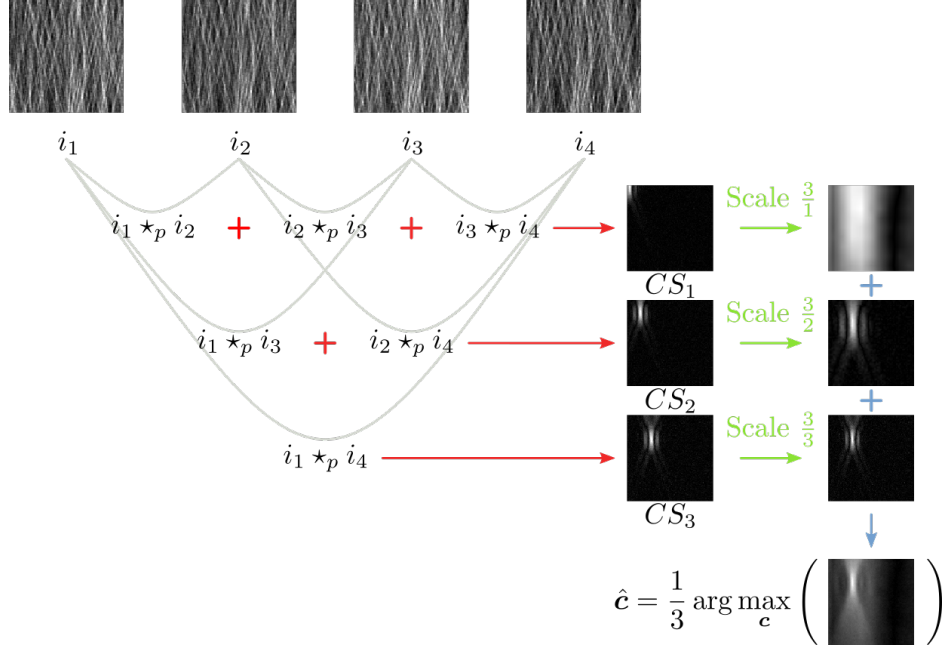 i₁ i₂ i₃ i₄
i₁ ⋆ₚ i₂ + i₂ ⋆ₚ i₃ + i₃ ⋆ₚ i₄
Scale 3/1
CS₁
+
i₁ ⋆ₚ i₃ + i₂ ⋆ₚ i₄
Scale 3/2
CS₂
+
i₁ ⋆ₚ i₄
Scale 3/3
CS₃
ĉ = 1/3 arg max c ( )